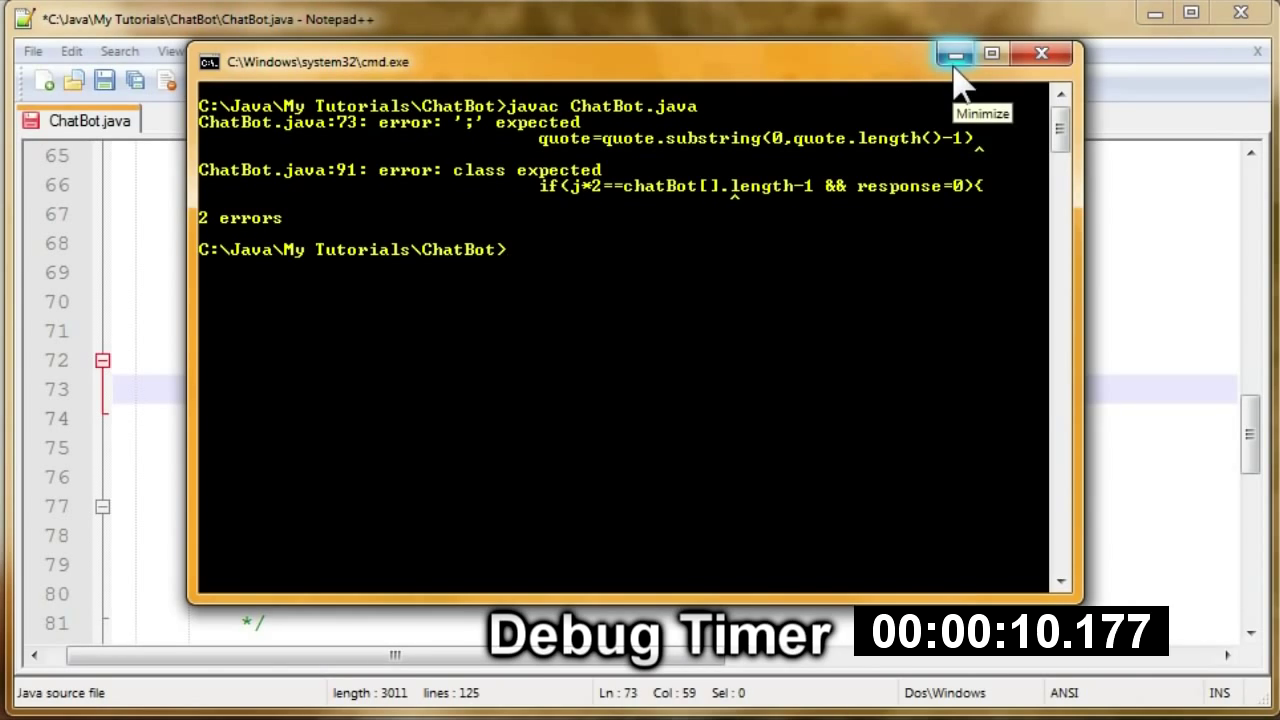 *C:\Java\My Tutorials\ChatBot\ChatBot.java - Notepad++
File Edit Search View X
C:\Windows\system32\cmd.exe
Minimize
ChatBot.java
C:\Java\My Tutorials\ChatBot>javac ChatBot.java
ChatBot.java:73: error: ';' expected
quote=quote.substring(0,quote.length()-1)
^
ChatBot.java:91: error: class expected
if(j*2==chatBot[].length-1 && response=0){
^
2 errors
C:\Java\My Tutorials\ChatBot>
65
66
67
68
69
70
71
72
73
74
75
76
77
78
79
80
81 */
Debug Timer 00:00:10.177
Java source file length : 3011 lines : 125 Ln : 73 Col : 59 Sel : 0 Dos\Windows ANSI INS